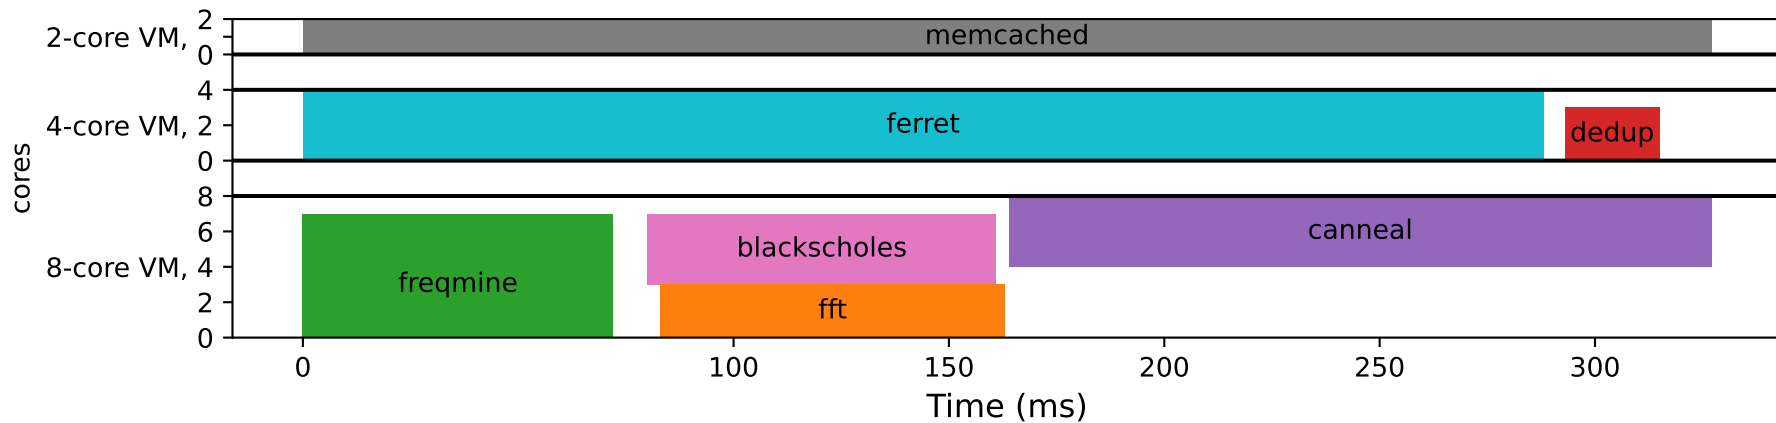 2-core VM, 2
0
memcached
4
4-core VM, 2
0
ferret
dedup
cores
8
6
8-core VM, 4
2
0
freqmine
blackscholes
fft
canneal
0 100 150 200 250 300
Time (ms)